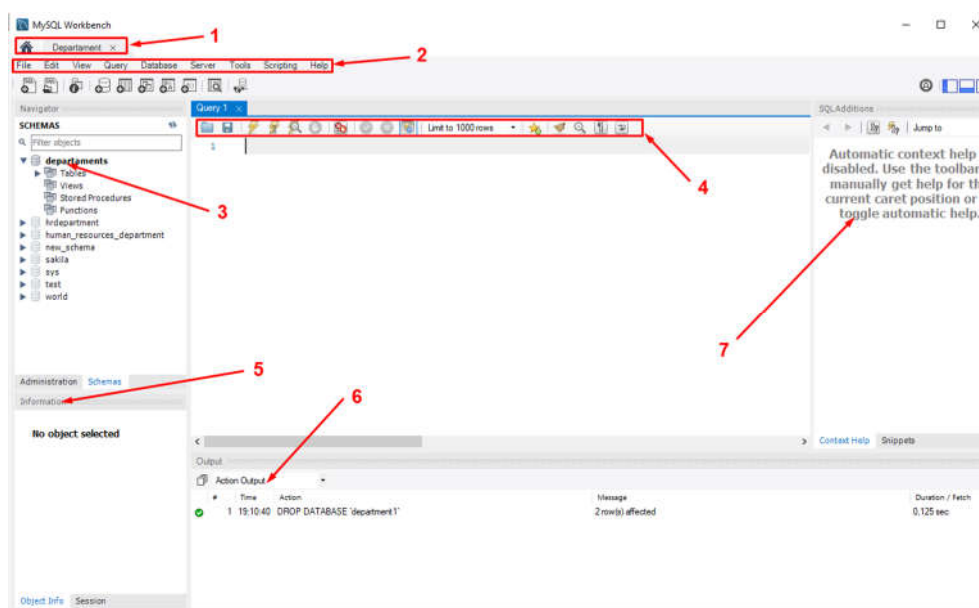 MySQL Workbench
Departament ×
1
File Edit View Query Database Server Tools Scripting Help
2
Navigator
SCHEMAS
Filter objects
departaments
Tables
Views
Stored Procedures
Functions
hrdepartment
human_resources_department
new_schema
sakila
sys
test
world
3
Administration Schemas
Information
5
No object selected
Object Info Session
Query 1 ×
Limit to 1000 rows
4
1
Output
6
Action Output
# Time Action Message Duration / Fetch
1 19:10:40 DROP DATABASE `department1` 2 row(s) affected 0,125 sec
SQLAdditions
Jump to
Automatic context help
disabled. Use the toolbar
manually get help for th
current caret position or
toggle automatic help.
7
Context Help Snippets